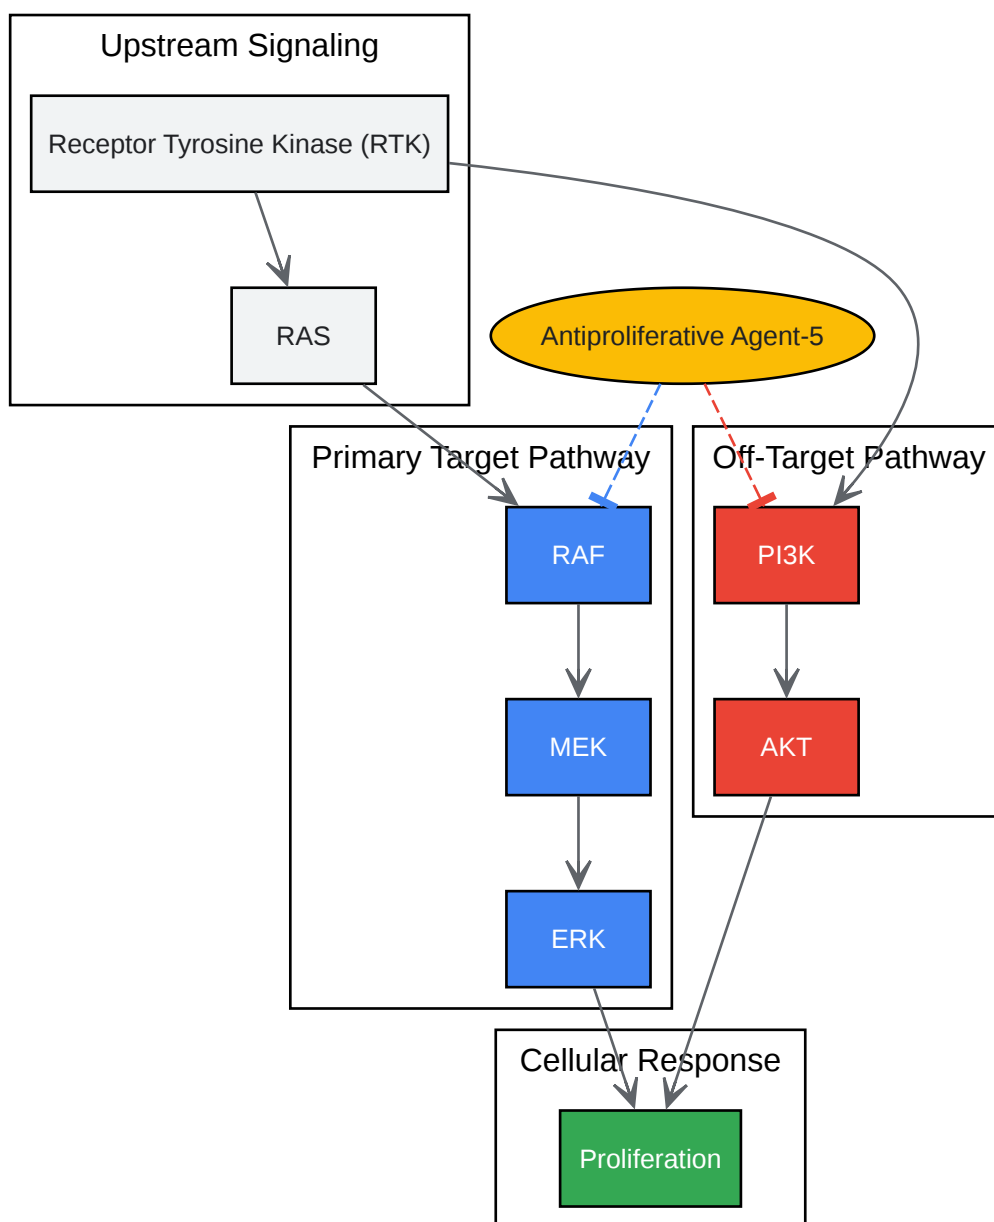 Upstream Signaling
Receptor Tyrosine Kinase (RTK)
RAS
Antiproliferative Agent-5
Primary Target Pathway
Off-Target Pathway
RAF
PI3K
MEK
AKT
ERK
Cellular Response
Proliferation